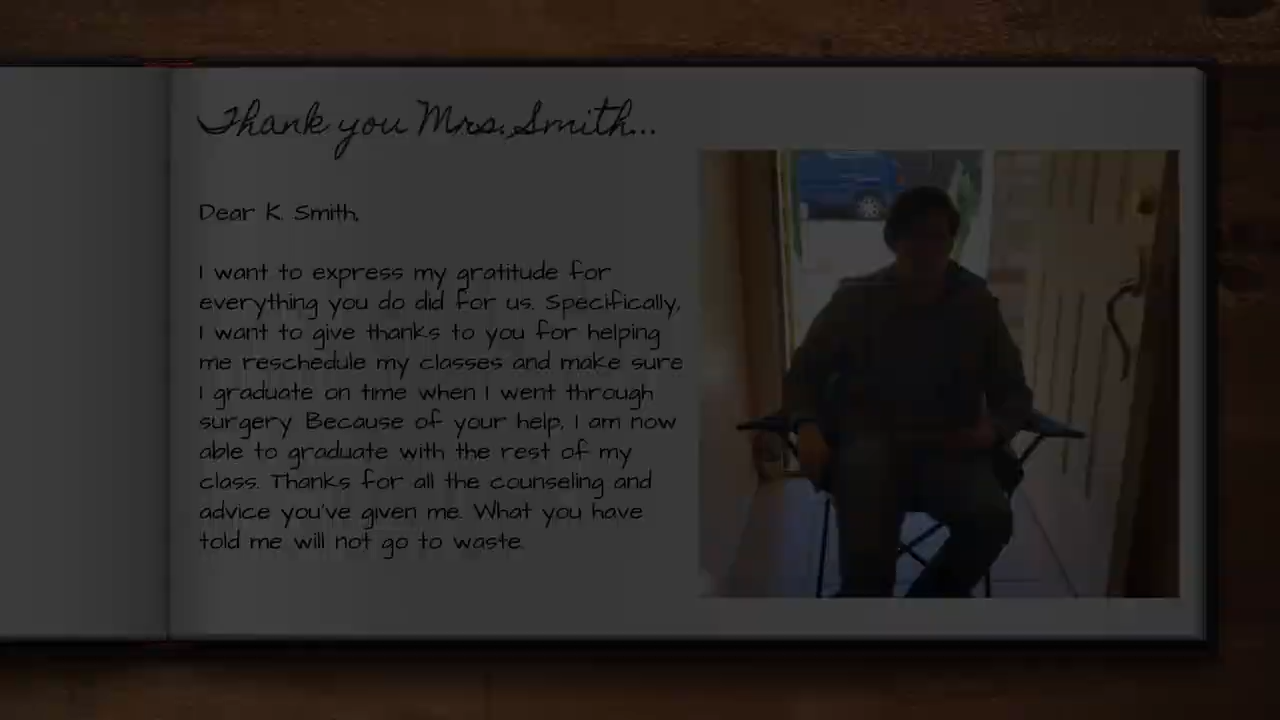 Thank you Mrs. Smith...
Dear K. Smith,
I want to express my gratitude for
everything you do did for us. Specifically,
I want to give thanks to you for helping
me reschedule my classes and make sure
I graduate on time when I went through
surgery. Because of your help, I am now
able to graduate with the rest of my
class. Thanks for all the counseling and
advice you've given me. What you have
told me will not go to waste.